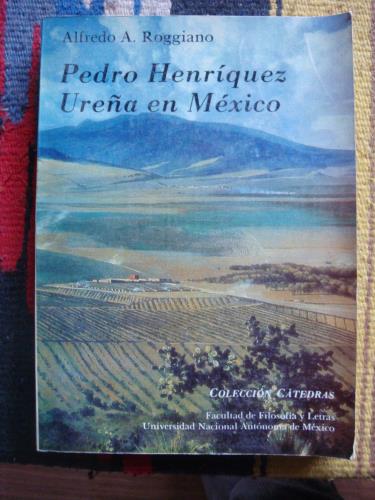 Alfredo A. Roggiano
Pedro Henríquez
Ureña en México
COLECCIÓN CÁTEDRAS
Facultad de Filosofía y Letras
Universidad Nacional Autónoma de México